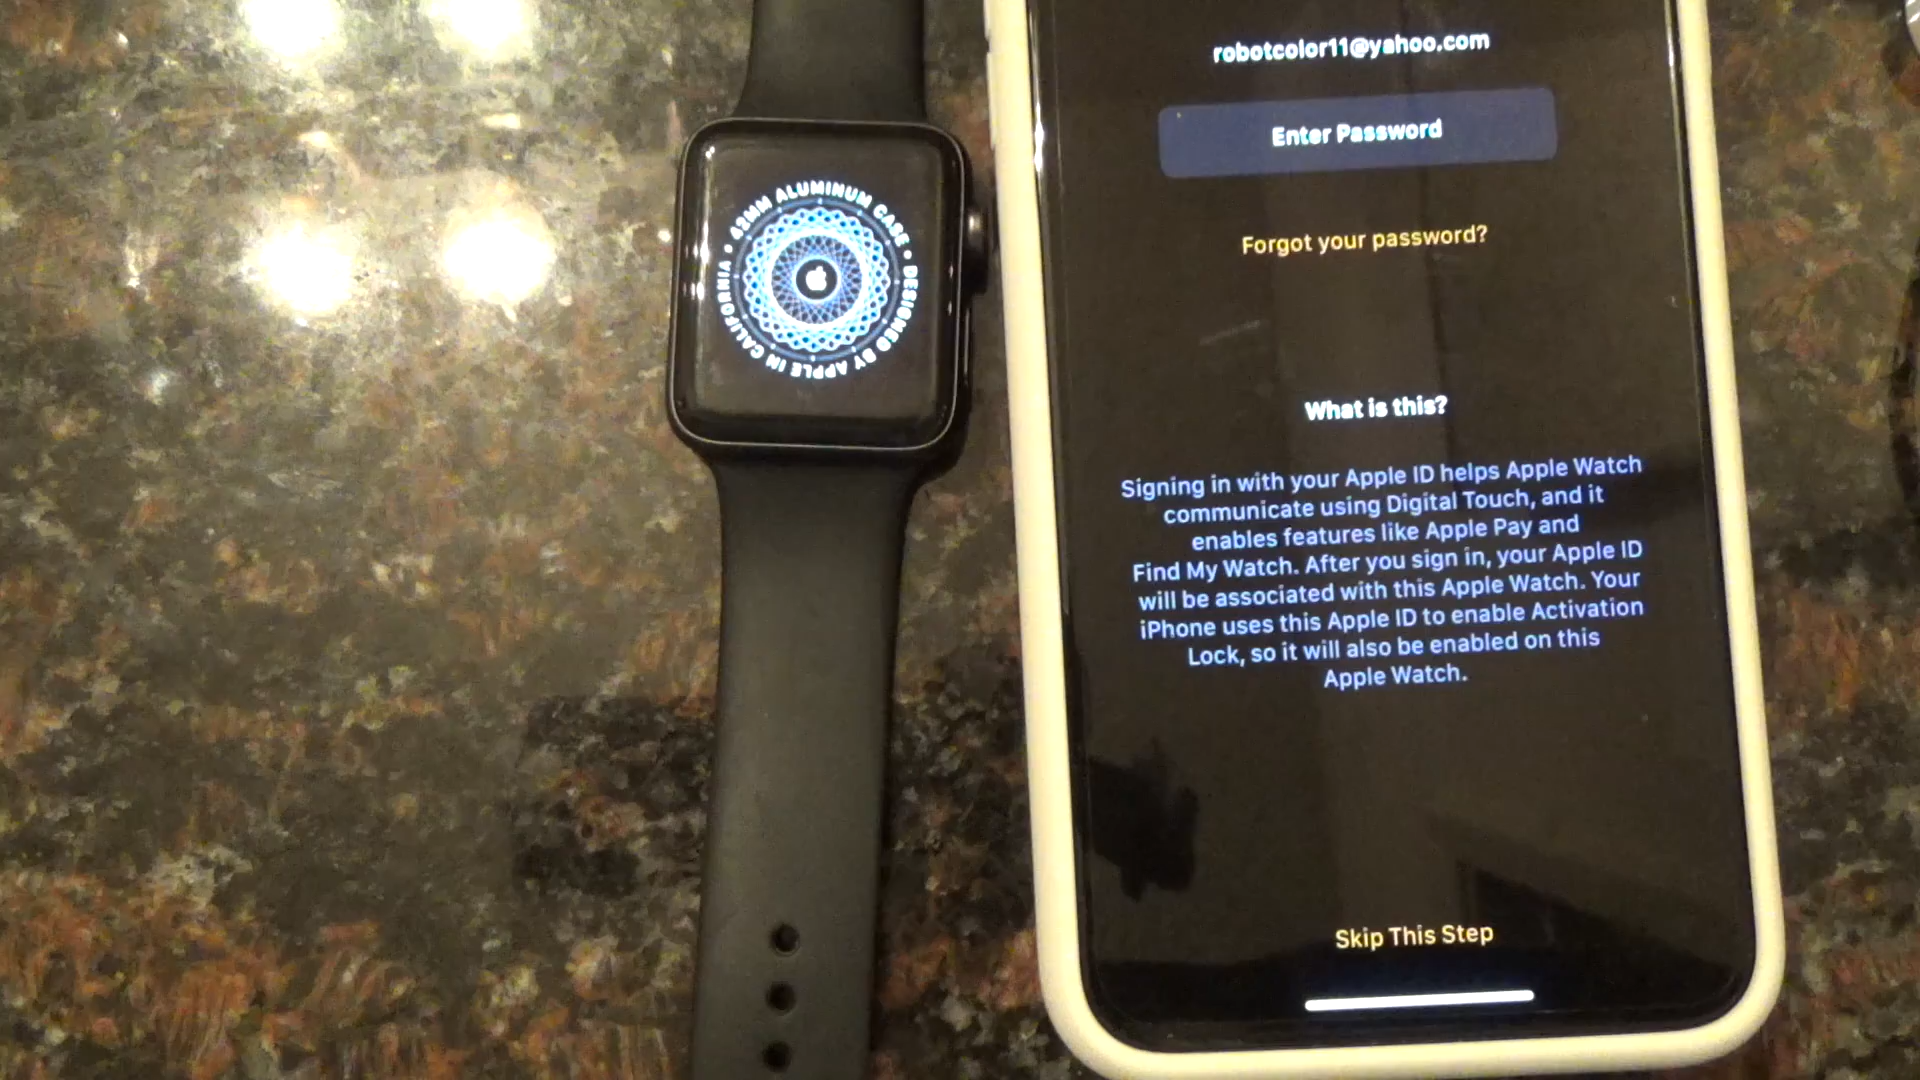 robotcolor11@yahoo.com
Enter Password
Forgot your password?
42MM ALUMINUM CASE • DESIGNED BY APPLE IN CALIFORNIA •
What is this?
Signing in with your Apple ID helps Apple Watch
communicate using Digital Touch, and it
enables features like Apple Pay and
Find My Watch. After you sign in, your Apple ID
will be associated with this Apple Watch. Your
iPhone uses this Apple ID to enable Activation
Lock, so it will also be enabled on this
Apple Watch.
Skip This Step